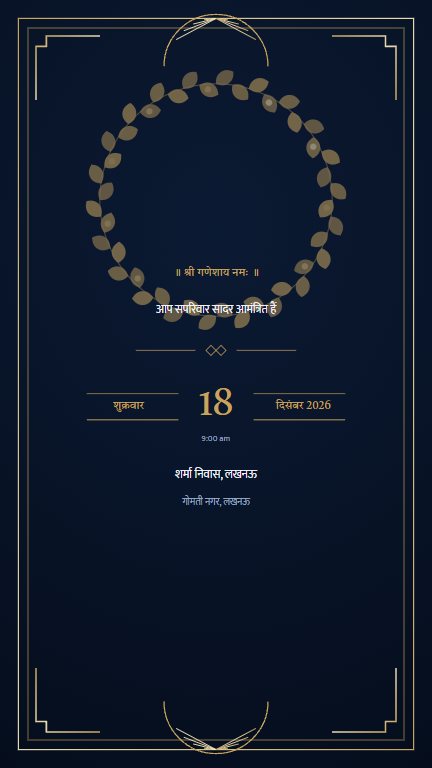 ॥ श्री गणेशाय नमः ॥
आप सपरिवार सादर आमंत्रित हैं
शुक्रवार 18 दिसंबर 2026
9:00 am
शर्मा निवास, लखनऊ
गोमती नगर, लखनऊ